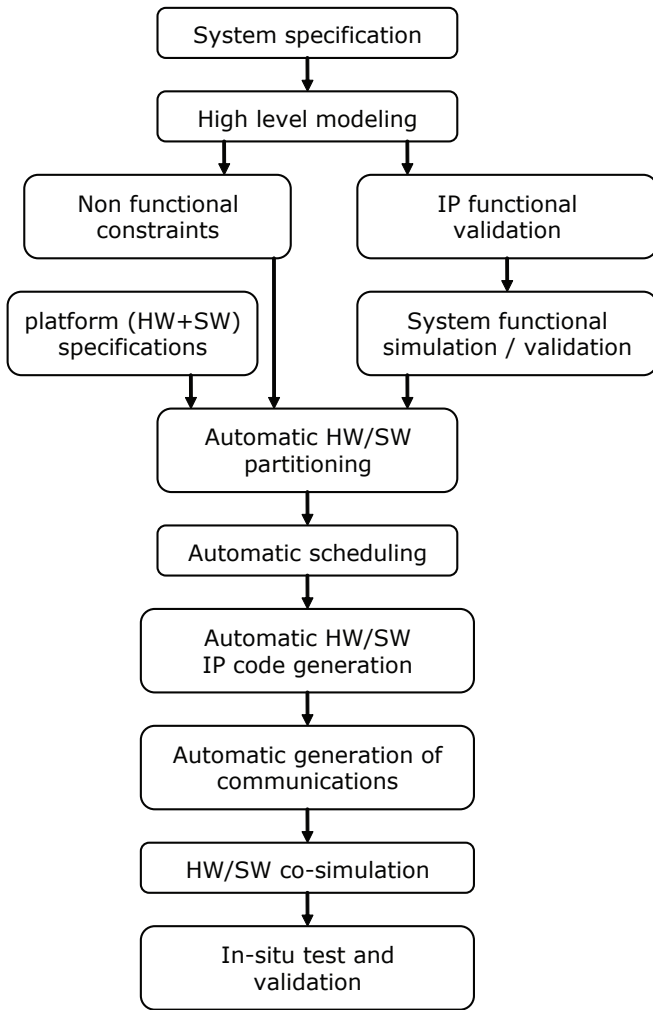 System specification
High level modeling
Non functional
constraints
IP functional
validation
platform (HW+SW)
specifications
System functional
simulation / validation
Automatic HW/SW
partitioning
Automatic scheduling
Automatic HW/SW
IP code generation
Automatic generation of
communications
HW/SW co-simulation
In-situ test and
validation